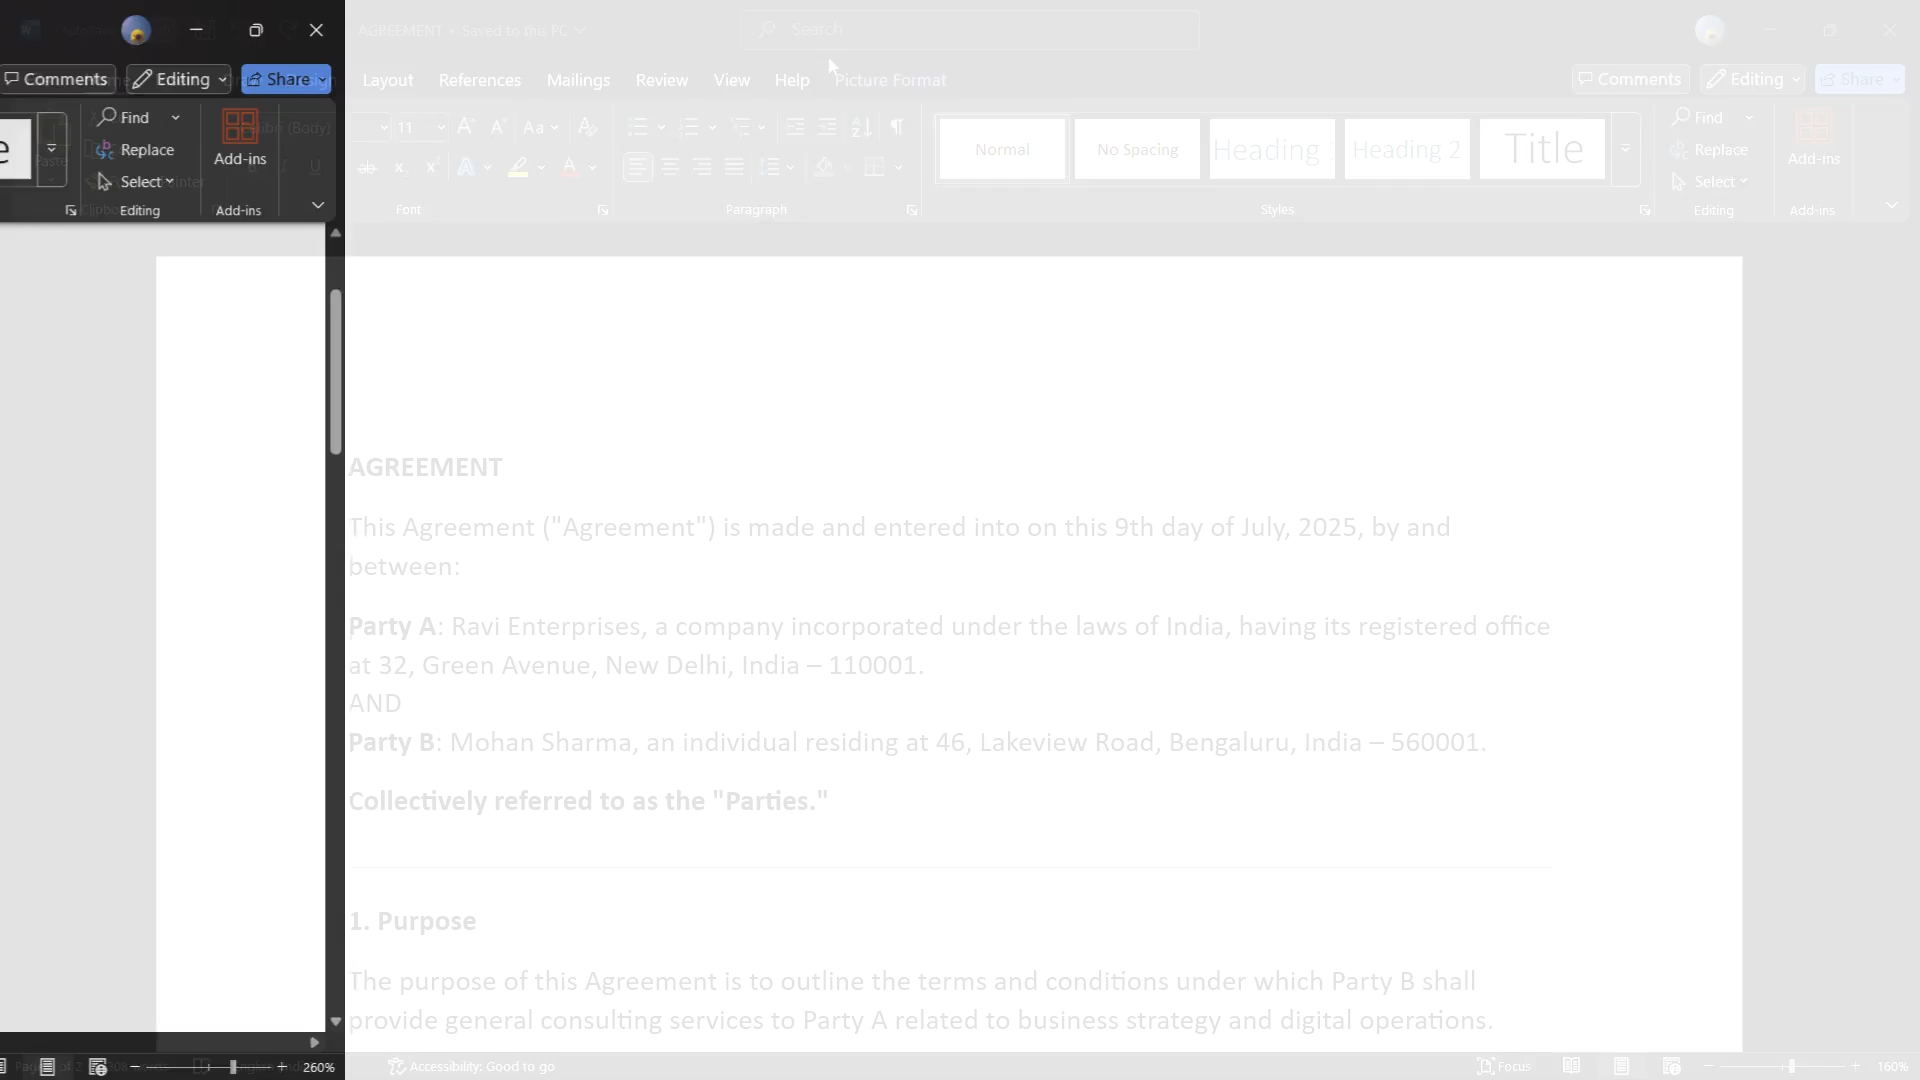 AGREEMENT • Saved to this PC
Search
Comments
Editing
Share
Layout
References
Mailings
Review
View
Help
Picture Format
Comments
Editing
Share
Find
Replace
Select
Editing
Add-ins
Add-ins
(Body)
11
Aa
Font
Paragraph
Normal
No Spacing
Heading
Heading 2
Title
Styles
Find
Replace
Select
Editing
Add-ins
Add-ins
AGREEMENT
This Agreement ("Agreement") is made and entered into on this 9th day of July, 2025, by and
between:
Party A: Ravi Enterprises, a company incorporated under the laws of India, having its registered office
at 32, Green Avenue, New Delhi, India – 110001.
AND
Party B: Mohan Sharma, an individual residing at 46, Lakeview Road, Bengaluru, India – 560001.
Collectively referred to as the "Parties."
1. Purpose
The purpose of this Agreement is to outline the terms and conditions under which Party B shall
provide general consulting services to Party A related to business strategy and digital operations.
260%
Accessibility: Good to go
Focus
160%